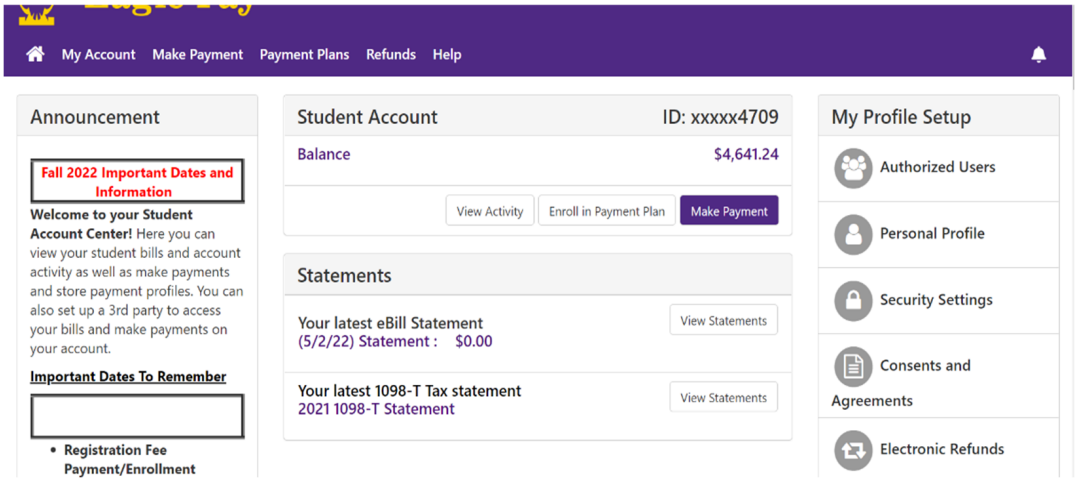 My Account Make Payment Payment Plans Refunds Help
Announcement
Fall 2022 Important Dates and
Information
Welcome to your Student
Account Center! Here you can
view your student bills and account
activity as well as make payments
and store payment profiles. You can
also set up a 3rd party to access
your bills and make payments on
your account.
Important Dates To Remember
• Registration Fee
Payment/Enrollment
Student Account ID: xxxxx4709
Balance $4,641.24
View Activity Enroll in Payment Plan Make Payment
Statements
Your latest eBill Statement
(5/2/22) Statement : $0.00
View Statements
Your latest 1098-T Tax statement
2021 1098-T Statement
View Statements
My Profile Setup
Authorized Users
Personal Profile
Security Settings
Consents and
Agreements
Electronic Refunds